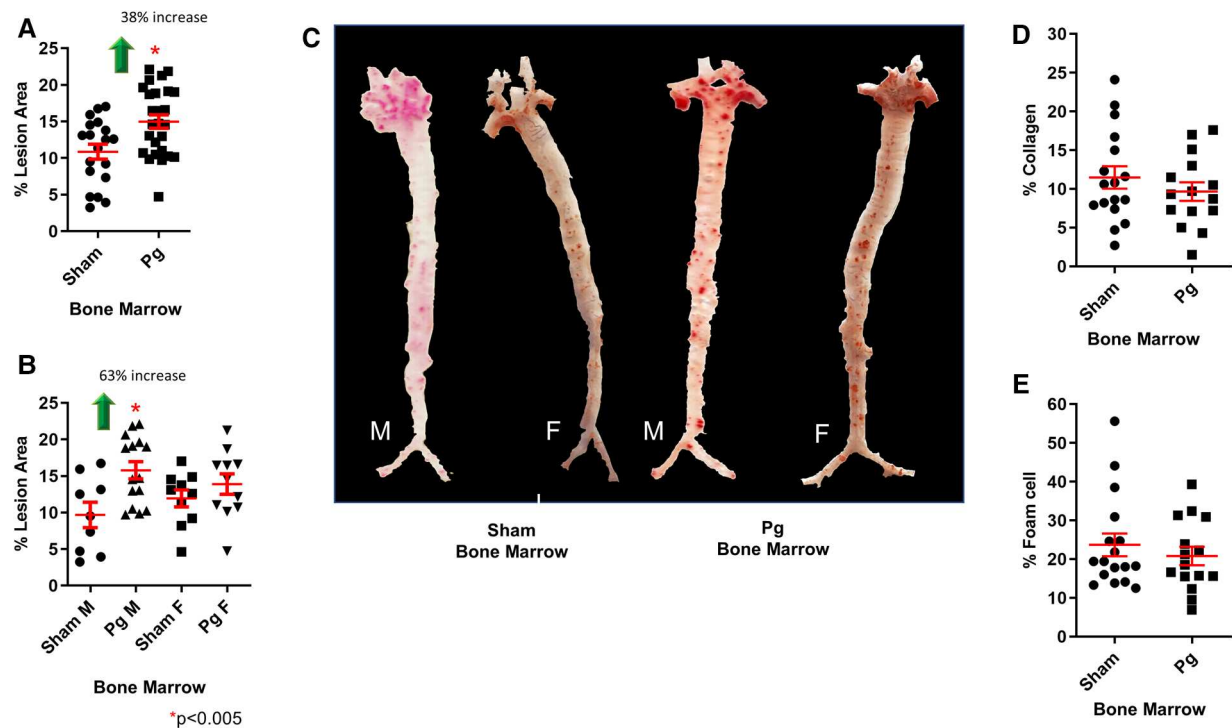 A
38% increase
*
% Lesion Area
25
20
15
10
5
0
Sham
Pg
Bone Marrow
B
63% increase
*
% Lesion Area
25
20
15
10
5
0
Sham M
Pg M
Sham F
Pg F
Bone Marrow
*p<0.005
C
M
F
M
F
Sham
Bone Marrow
Pg
Bone Marrow
D
% Collagen
30
25
20
15
10
5
0
Sham
Pg
Bone Marrow
E
% Foam cell
60
50
40
30
20
10
0
Sham
Pg
Bone Marrow